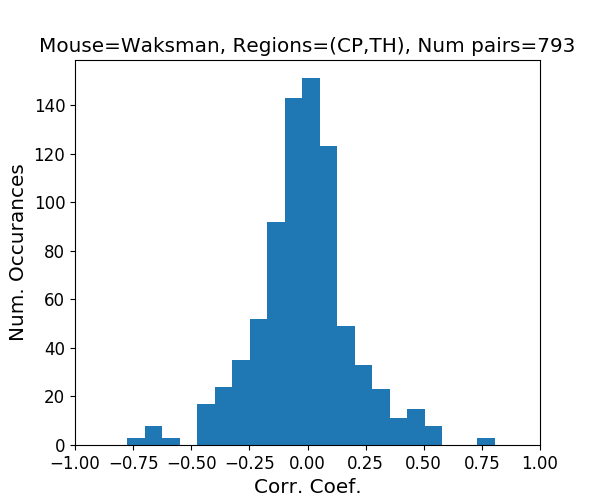 Mouse=Waksman, Regions=(CP,TH), Num pairs=793
Num. Occurances
140
120
100
80
60
40
20
0
−1.00 −0.75 −0.50 −0.25 0.00 0.25 0.50 0.75 1.00
Corr. Coef.